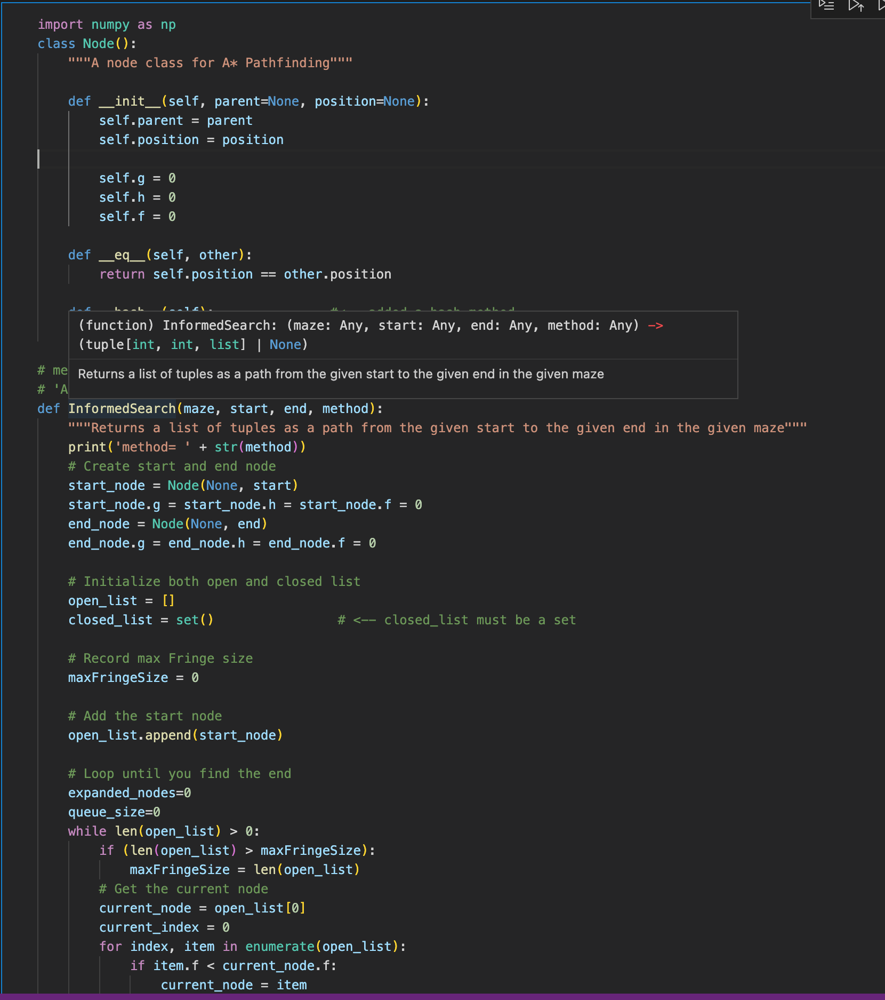 import numpy as np
class Node():
    """A node class for A* Pathfinding"""

    def __init__(self, parent=None, position=None):
        self.parent = parent
        self.position = position

        self.g = 0
        self.h = 0
        self.f = 0

    def __eq__(self, other):
        return self.position == other.position

    def __hash__(self):               #<-- added a hash method
(function) InformedSearch: (maze: Any, start: Any, end: Any, method: Any) ->
(tuple[int, int, list] | None)
Returns a list of tuples as a path from the given start to the given end in the given maze
# me
# 'A
def InformedSearch(maze, start, end, method):
    """Returns a list of tuples as a path from the given start to the given end in the given maze"""
    print('method= ' + str(method))
    # Create start and end node
    start_node = Node(None, start)
    start_node.g = start_node.h = start_node.f = 0
    end_node = Node(None, end)
    end_node.g = end_node.h = end_node.f = 0

    # Initialize both open and closed list
    open_list = []
    closed_list = set()                # <-- closed_list must be a set

    # Record max Fringe size
    maxFringeSize = 0

    # Add the start node
    open_list.append(start_node)

    # Loop until you find the end
    expanded_nodes=0
    queue_size=0
    while len(open_list) > 0:
        if (len(open_list) > maxFringeSize):
            maxFringeSize = len(open_list)
        # Get the current node
        current_node = open_list[0]
        current_index = 0
        for index, item in enumerate(open_list):
            if item.f < current_node.f:
                current_node = item